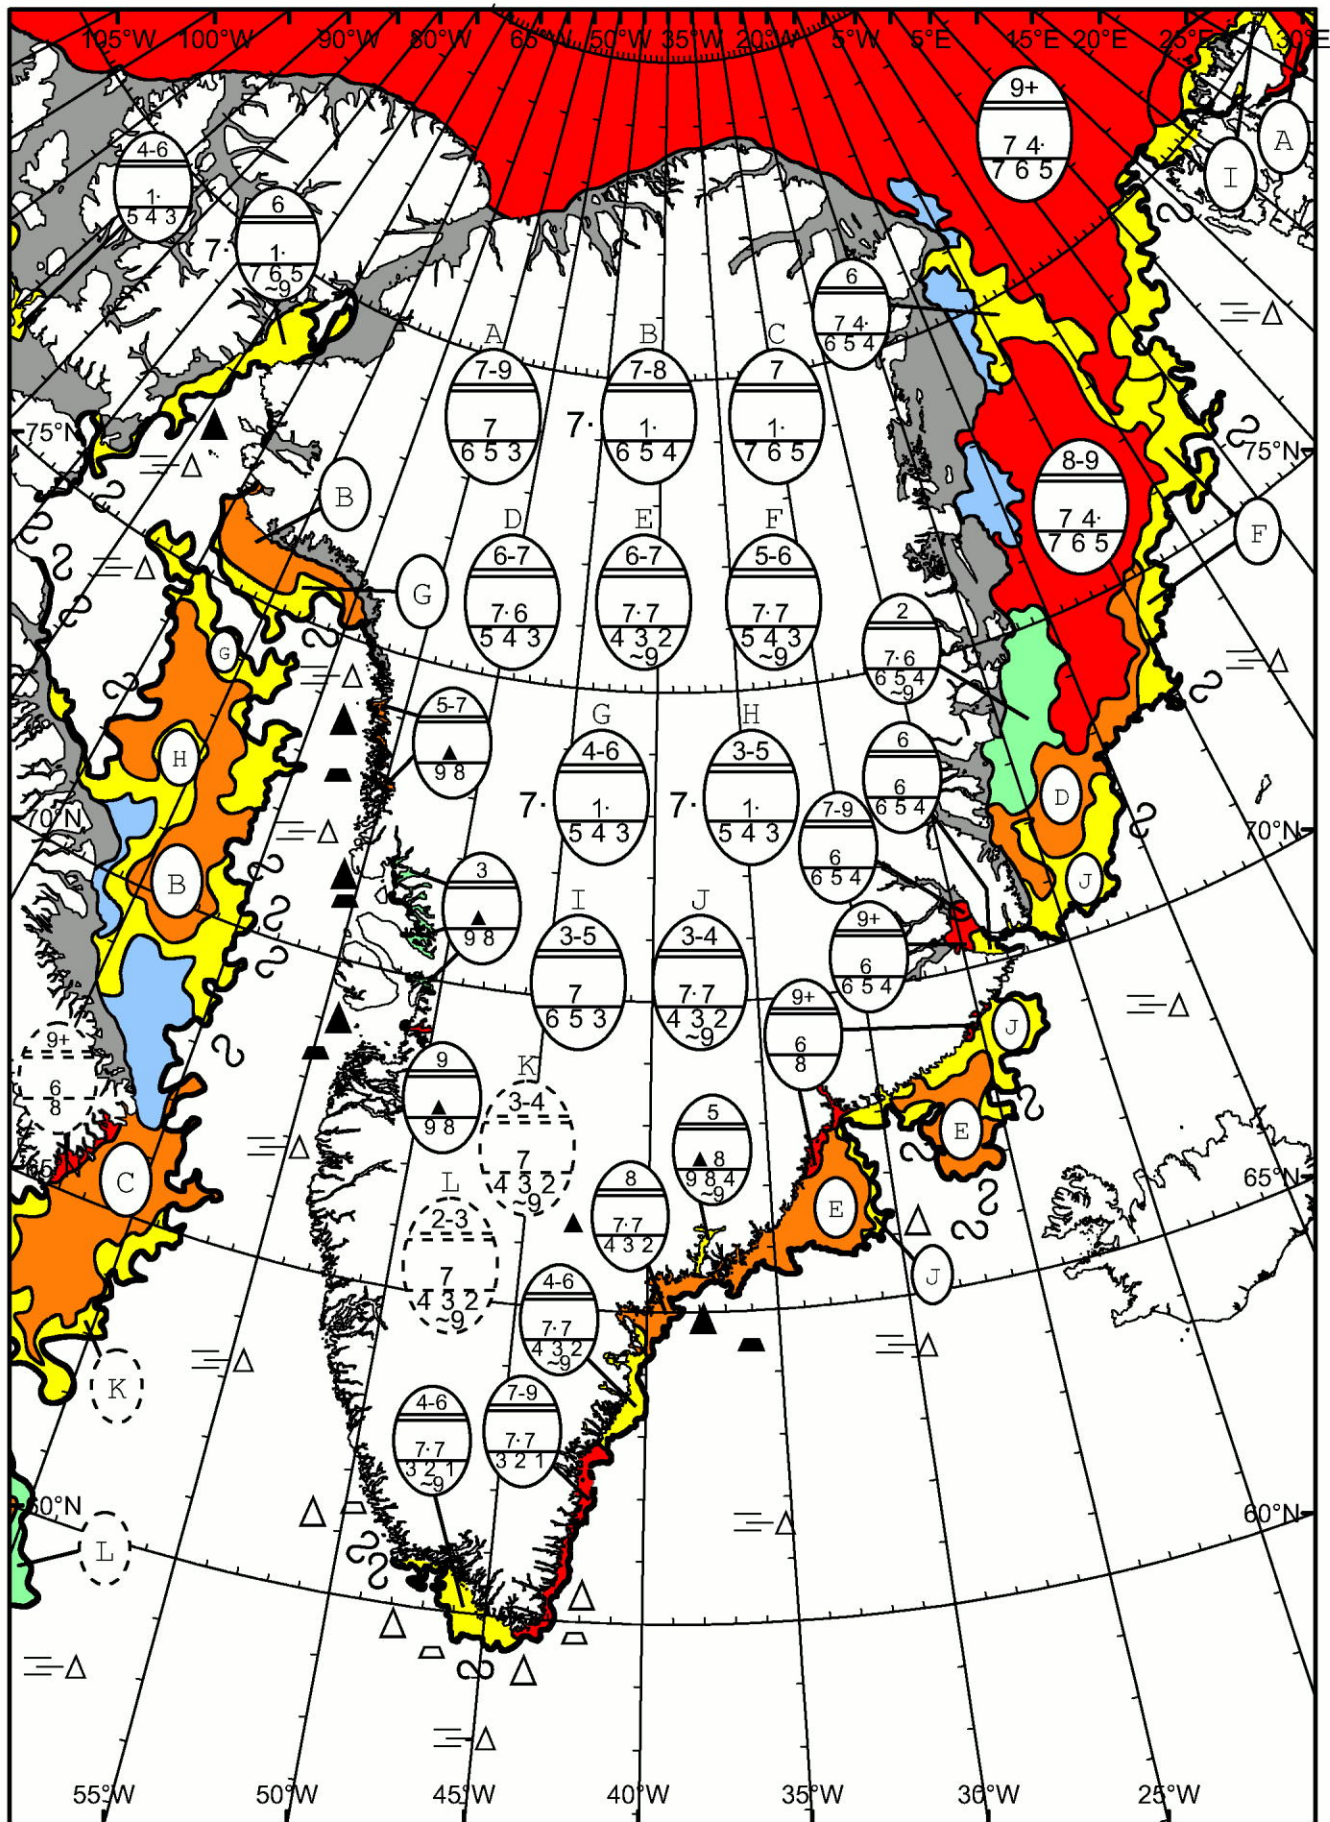 105°W 100°W 90°W 80°W 65°W 50°W 35°W 20°W 5°W 5°E 15°E 20°E 25°E 30°E
9+
7 4·
7 6 5
A
I
4-6
1·
5 4 3
6
7·
1·
7 6 5
~9
6
7 4·
6 5 4
A
7-9
7
6 5 3
B
7-8
7·
1·
6 5 4
C
7
1·
7 6 5
75°N
75°N
8-9
7 4·
7 6 5
B
F
D
6-7
7·6
5 4 3
E
6-7
7·7
4 3 2
~9
F
5-6
7·7
5 4 3
~9
G
G
2
7·6
6 5 4
~9
5-7
9 8
G
4-6
7·
1·
5 4 3
H
3-5
7·
1·
5 4 3
6
6
6 5 4
H
D
70°N
70°N
7-9
6
6 5 4
B
J
3
9 8
I
3-5
7
6 5 3
J
3-4
7·7
4 3 2
~9
9+
6
6 5 4
9+
6
8
J
9+
6
8
9
9 8
K
3-4
7
4 3 2
~9
5
8
9 8 4
~9
E
65°N
65°N
C
L
2-3
7
4 3 2
~9
8
7·7
4 3 2
E
J
4-6
7·7
4 3 2
~9
K
4-6
7·7
3 2 1
~9
7-9
7·7
3 2 1
60°N
60°N
L
55°W 50°W 45°W 40°W 35°W 30°W 25°W